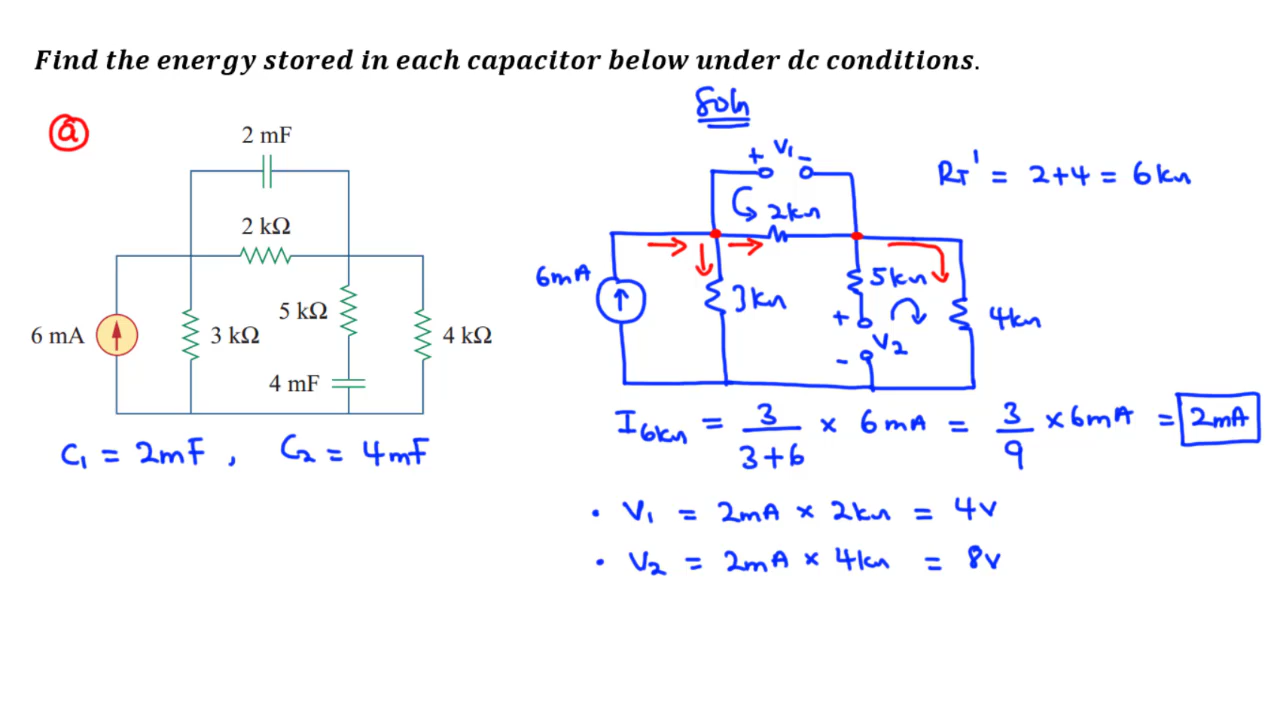 Find the energy stored in each capacitor below under dc conditions.
Soln
ⓐ
2 mF
2 kΩ
5 kΩ
6 mA
3 kΩ
4 kΩ
4 mF
C₁ = 2mF , C₂ = 4mF
+ V₁ −
2kΩ
6mA
3kΩ
5kΩ
4kΩ
+
V₂
−
RT' = 2+4 = 6kΩ
I6kΩ = 3/(3+6) × 6mA = 3/9 × 6mA = 2mA
• V₁ = 2mA × 2kΩ = 4V
• V₂ = 2mA × 4kΩ = 8V